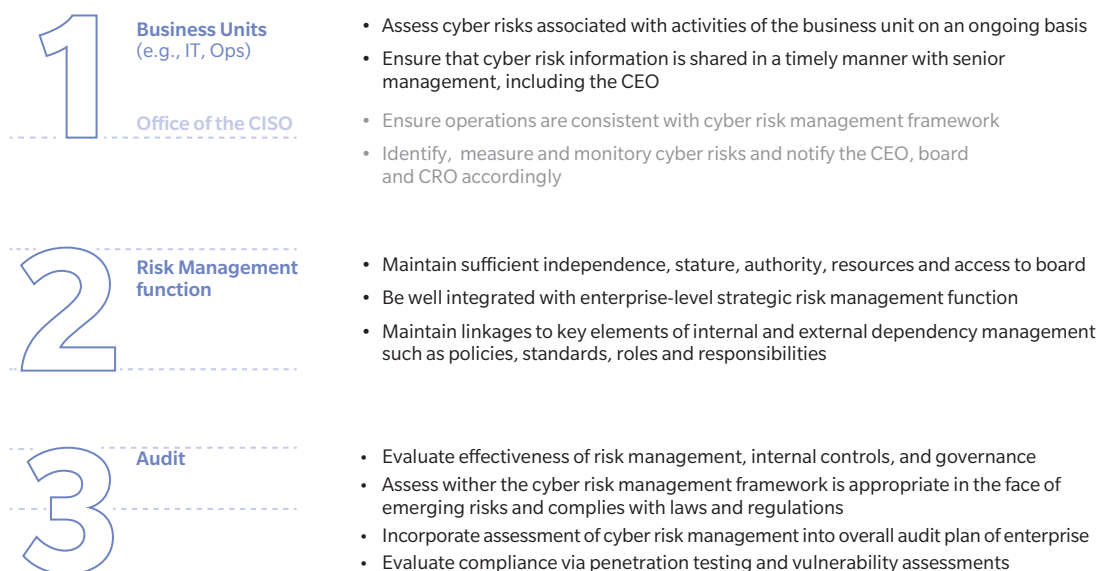 1
Business Units
(e.g., IT, Ops)
• Assess cyber risks associated with activities of the business unit on an ongoing basis
• Ensure that cyber risk information is shared in a timely manner with senior
management, including the CEO
Office of the CISO
• Ensure operations are consistent with cyber risk management framework
• Identify, measure and monitory cyber risks and notify the CEO, board
and CRO accordingly
2
Risk Management
function
• Maintain sufficient independence, stature, authority, resources and access to board
• Be well integrated with enterprise-level strategic risk management function
• Maintain linkages to key elements of internal and external dependency management
such as policies, standards, roles and responsibilities
3
Audit
• Evaluate effectiveness of risk management, internal controls, and governance
• Assess wither the cyber risk management framework is appropriate in the face of
emerging risks and complies with laws and regulations
• Incorporate assessment of cyber risk management into overall audit plan of enterprise
• Evaluate compliance via penetration testing and vulnerability assessments